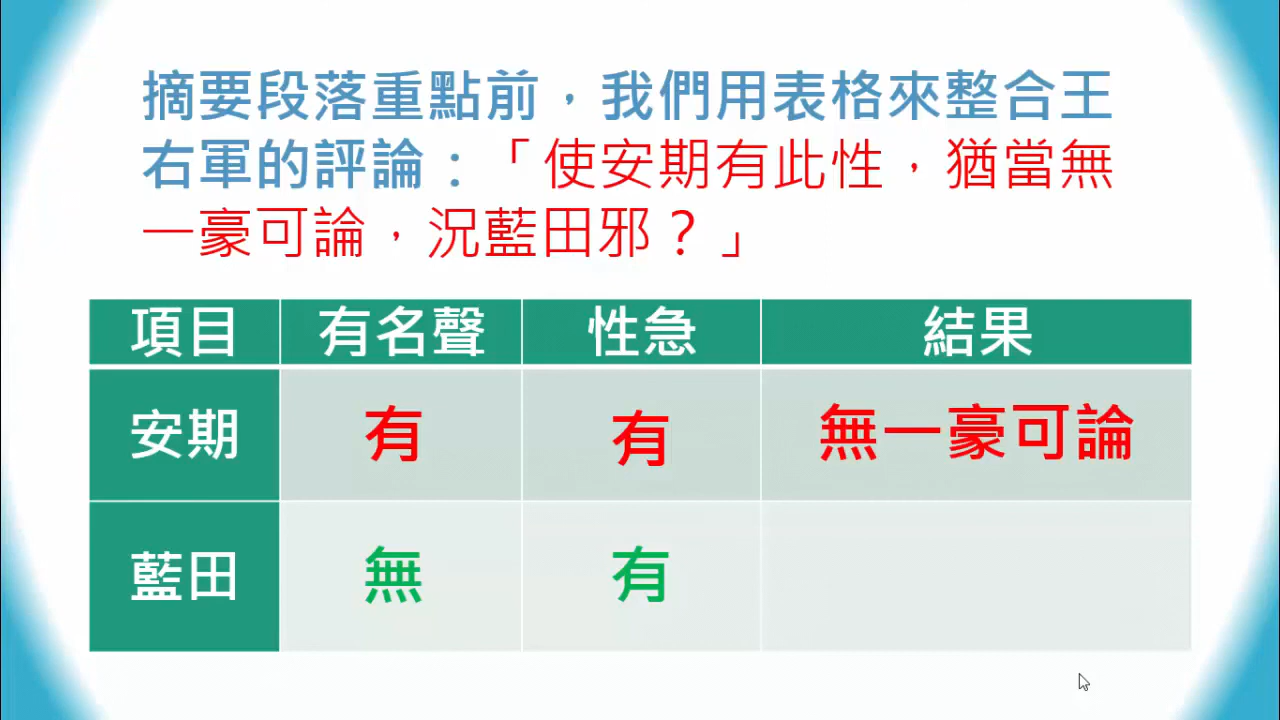 摘要段落重點前，我們用表格來整合王
右軍的評論：「使安期有此性，猶當無
一豪可論，況藍田邪？」
項目 有名聲 性急 結果
安期 有 有 無一豪可論
藍田 無 有